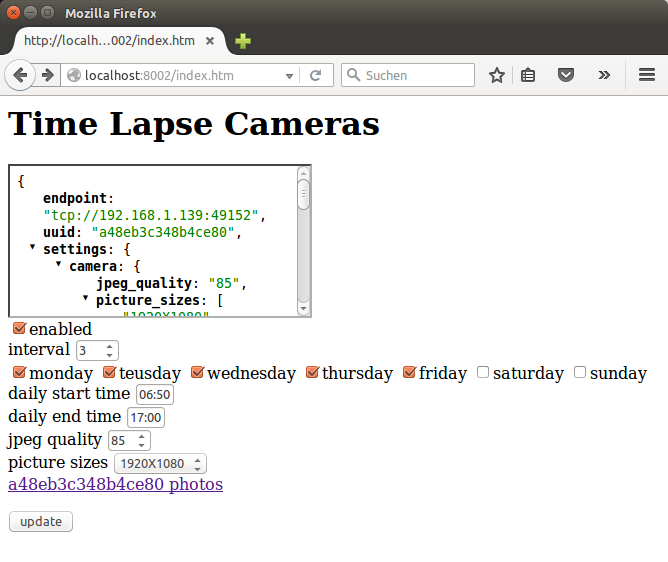 Mozilla Firefox
http://localh...002/index.htm
localhost:8002/index.htm
Suchen
Time Lapse Cameras
{
endpoint:
"tcp://192.168.1.139:49152",
uuid: "a48eb3c348b4ce80",
settings: {
camera: {
jpeg_quality: "85",
picture_sizes: [
"1920X1080"
enabled
interval 3
monday teusday wednesday thursday friday saturday sunday
daily start time 06:50
daily end time 17:00
jpeg quality 85
picture sizes 1920X1080
a48eb3c348b4ce80 photos
update